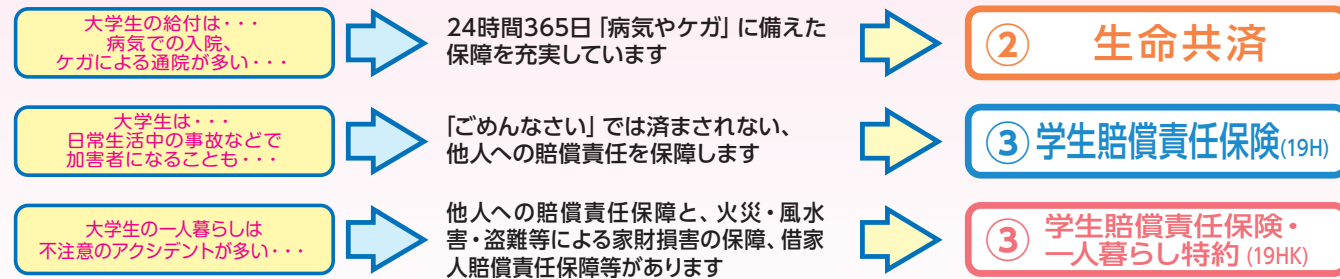 大学生の給付は・・・
病気での入院、
ケガによる通院が多い・・・
24時間365日「病気やケガ」に備えた
保障を充実しています
② 生命共済
大学生は・・・
日常生活中の事故などで
加害者になることも・・・
「ごめんなさい」では済まされない、
他人への賠償責任を保障します
③ 学生賠償責任保険(19H)
大学生の一人暮らしは
不注意のアクシデントが多い・・・
他人への賠償責任保障と、火災・風水
害・盗難等による家財損害の保障、借家
人賠償責任保障等があります
③ 学生賠償責任保険・
一人暮らし特約(19HK)